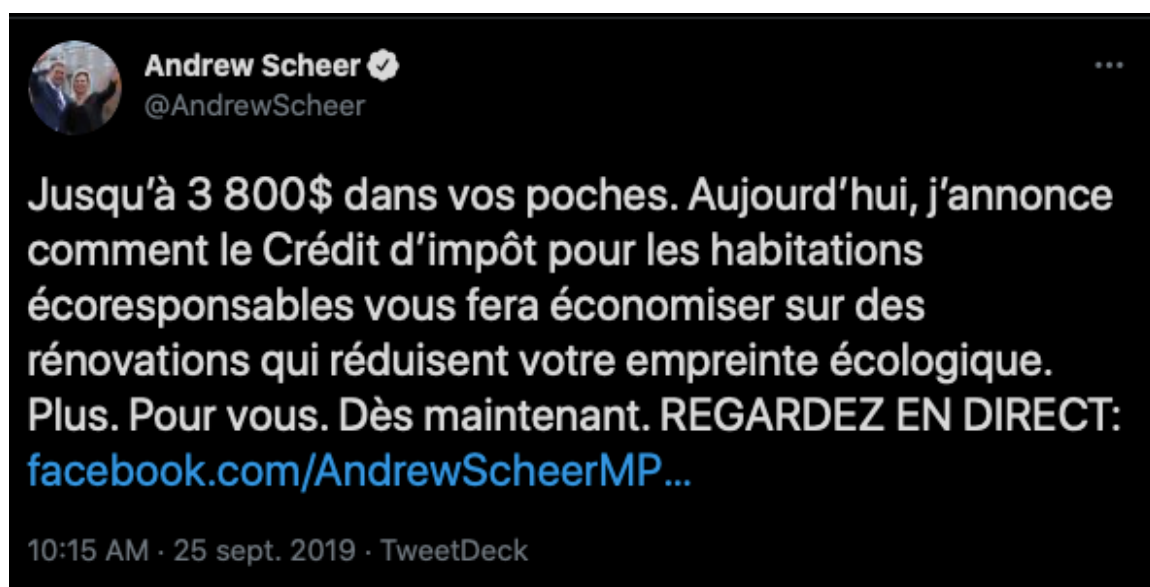 Andrew Scheer
@AndrewScheer
Jusqu'à 3 800$ dans vos poches. Aujourd'hui, j'annonce
comment le Crédit d'impôt pour les habitations
écoresponsables vous fera économiser sur des
rénovations qui réduisent votre empreinte écologique.
Plus. Pour vous. Dès maintenant. REGARDEZ EN DIRECT:
facebook.com/AndrewScheerMP...
10:15 AM · 25 sept. 2019 · TweetDeck